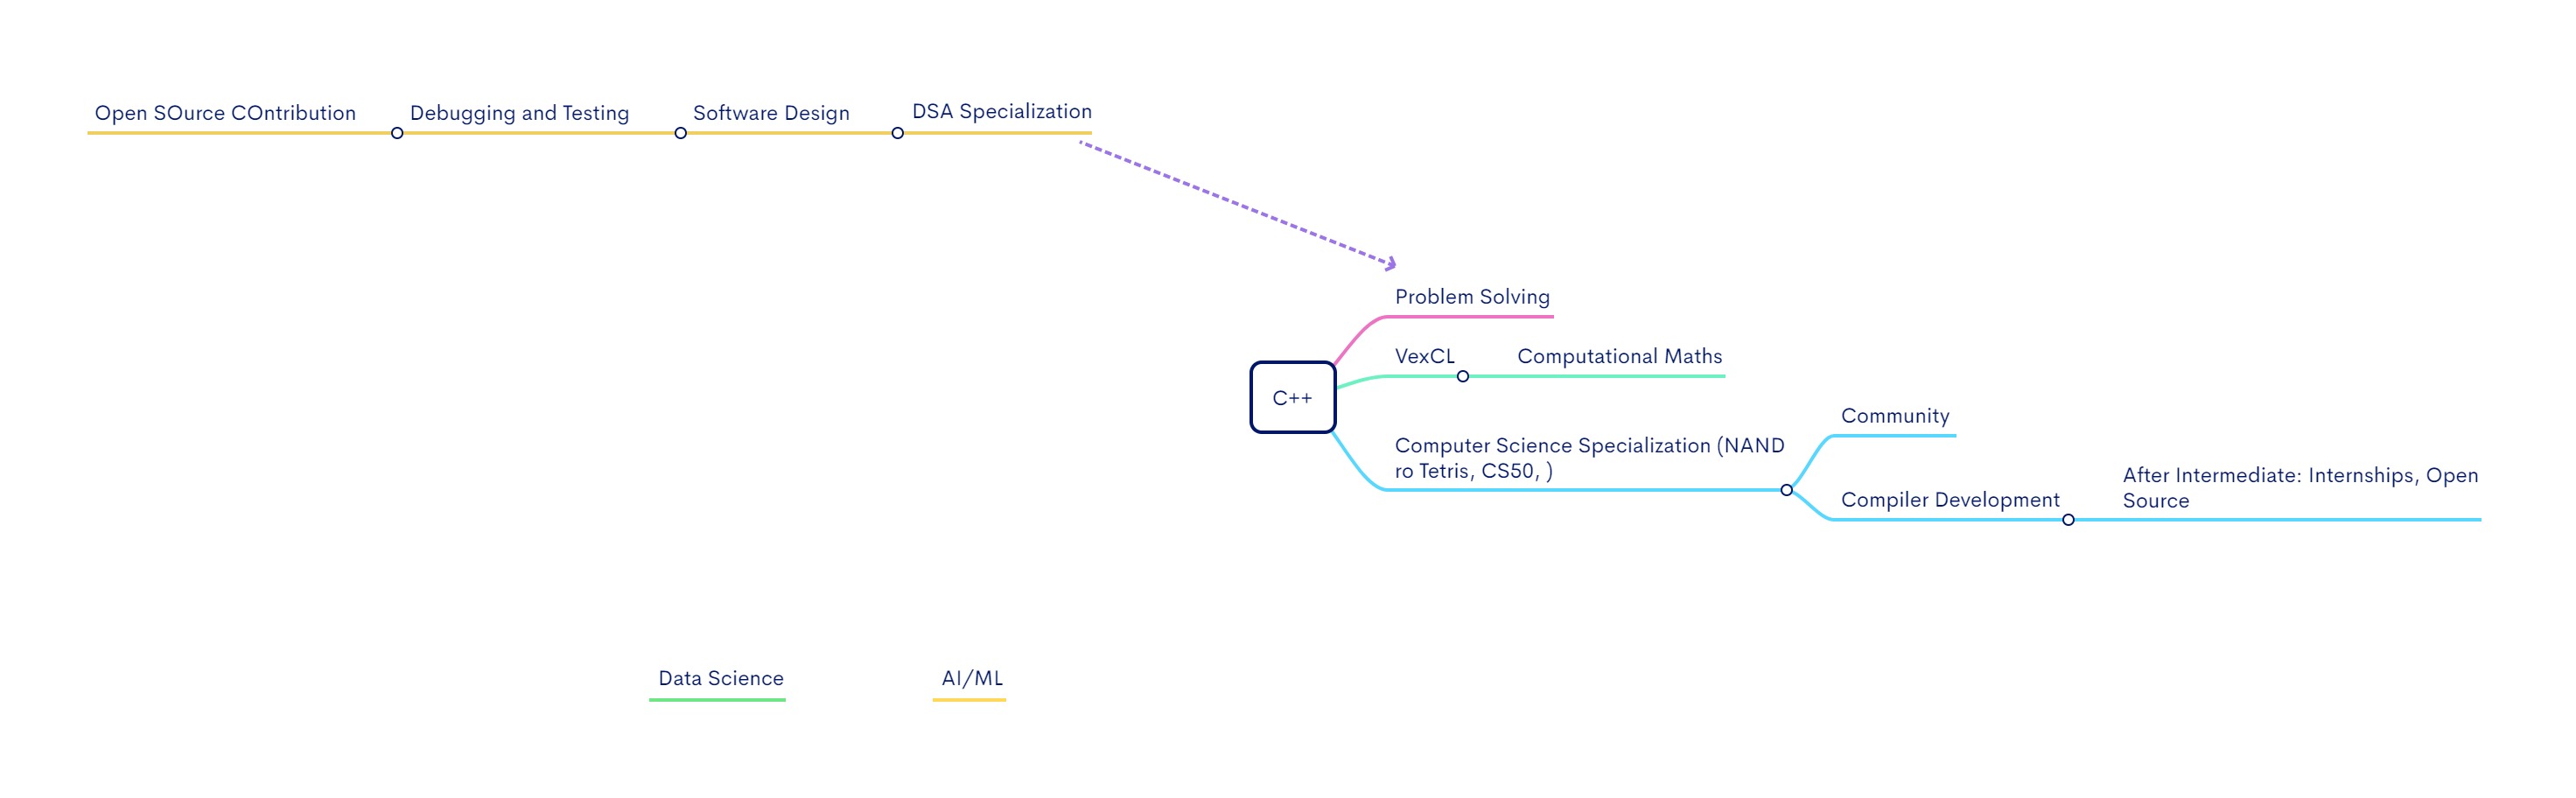 Open SOurce COntribution
Debugging and Testing
Software Design
DSA Specialization
Problem Solving
VexCL
Computational Maths
C++
Community
Computer Science Specialization (NAND
ro Tetris, CS50, )
After Intermediate: Internships, Open
Source
Compiler Development
Data Science
AI/ML